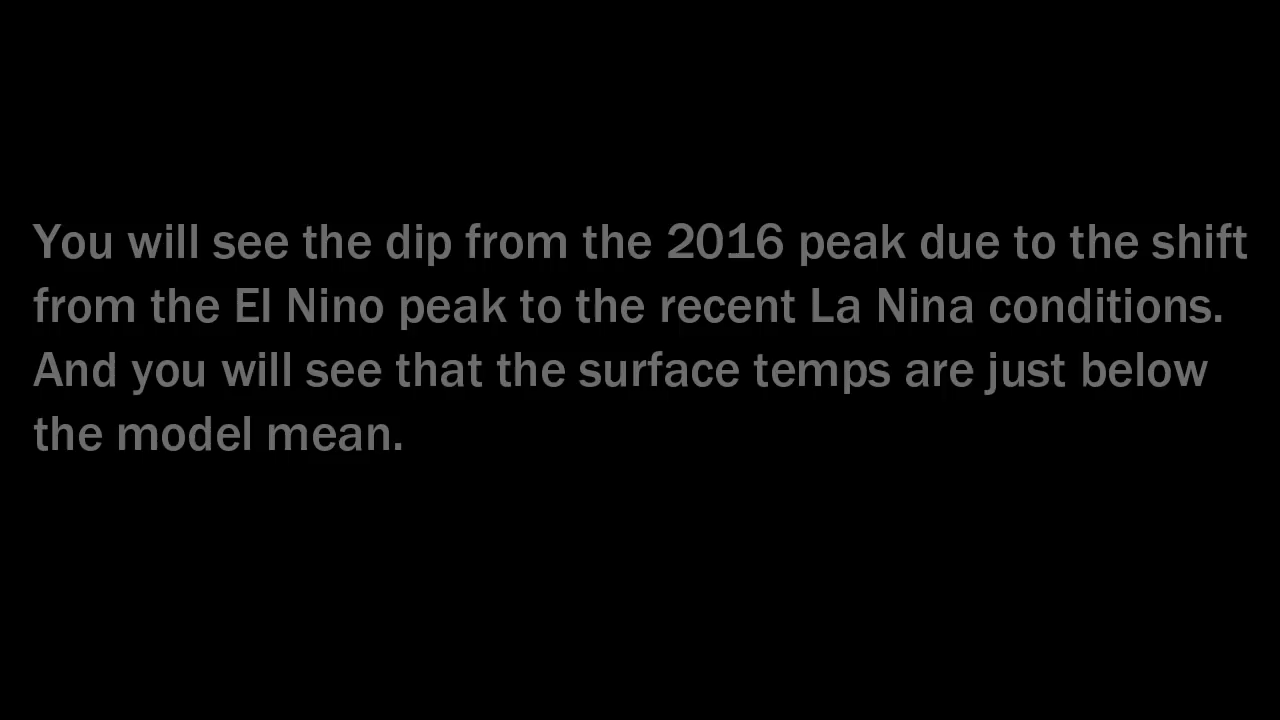 You will see the dip from the 2016 peak due to the shift
from the El Nino peak to the recent La Nina conditions.
And you will see that the surface temps are just below
the model mean.